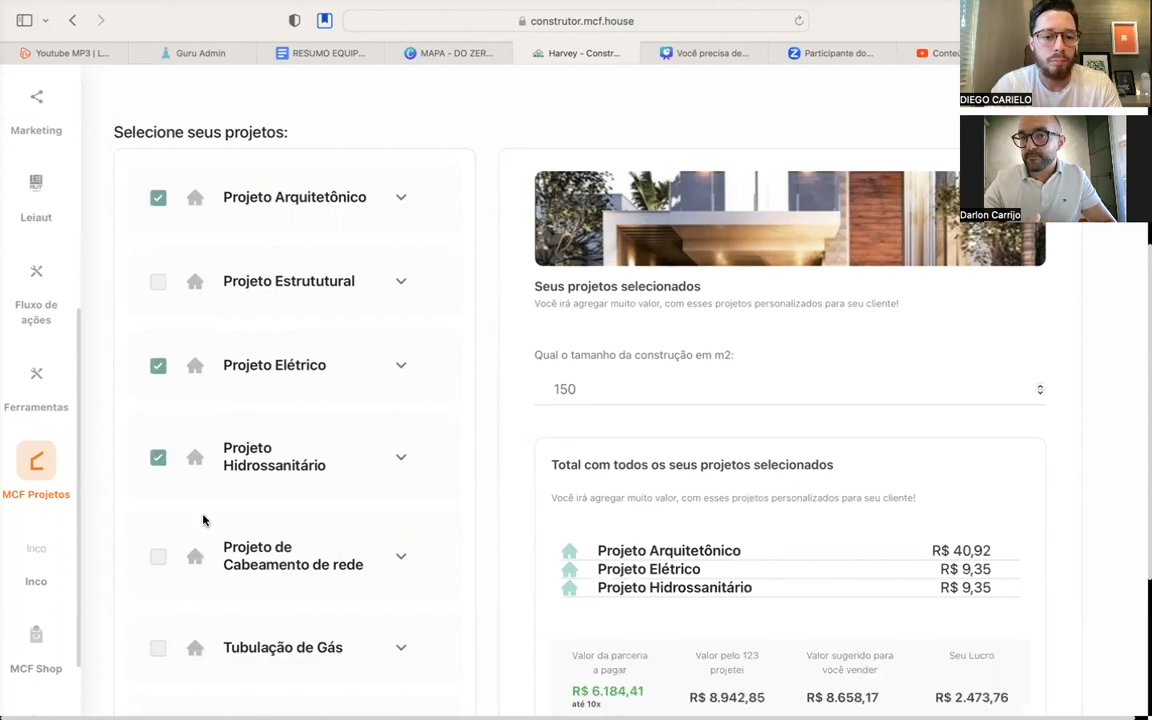 construtor.mcf.house
Youtube MP3 | L...
Guru Admin
RESUMO EQUIP...
MAPA - DO ZER...
Harvey - Constr...
Você precisa de...
Participante do...
Conteú
DIEGO CARIELO
Darlon Carrijo
Marketing
LEIAUT
Leiaut
Fluxo de
ações
Ferramentas
MCF Projetos
Inco
Inco
MCF Shop
Selecione seus projetos:
Projeto Arquitetônico
Projeto Estrututural
Projeto Elétrico
Projeto
Hidrossanitário
Projeto de
Cabeamento de rede
Tubulação de Gás
Seus projetos selecionados
Você irá agregar muito valor, com esses projetos personalizados para seu cliente!
Qual o tamanho da construção em m2:
150
Total com todos os seus projetos selecionados
Você irá agregar muito valor, com esses projetos personalizados para seu cliente!
Projeto Arquitetônico R$ 40,92
Projeto Elétrico R$ 9,35
Projeto Hidrossanitário R$ 9,35
Valor da parceria
a pagar
R$ 6.184,41
até 10x
Valor pelo 123
projetei
R$ 8.942,85
Valor sugerido para
você vender
R$ 8.658,17
Seu Lucro
R$ 2.473,76